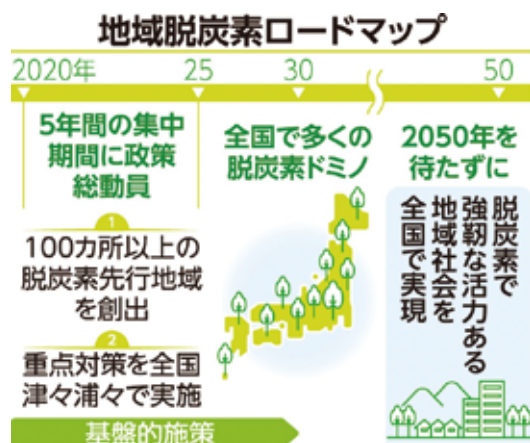 地域脱炭素ロードマップ
2020年 25 30 50
5年間の集中
期間に政策
総動員
1
100カ所以上の
脱炭素先行地域
を創出
2
重点対策を全国
津々浦々で実施
基盤的施策
全国で多くの
脱炭素ドミノ
2050年を
待たずに
脱炭素で
強靭な活力ある
地域社会を
全国で実現